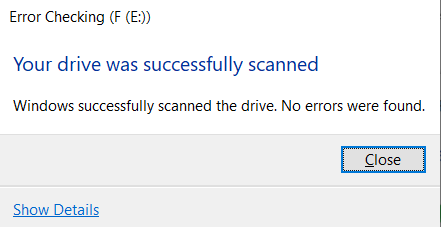 Error Checking (F (E:))
Your drive was successfully scanned
Windows successfully scanned the drive. No errors were found.
Close
Show Details